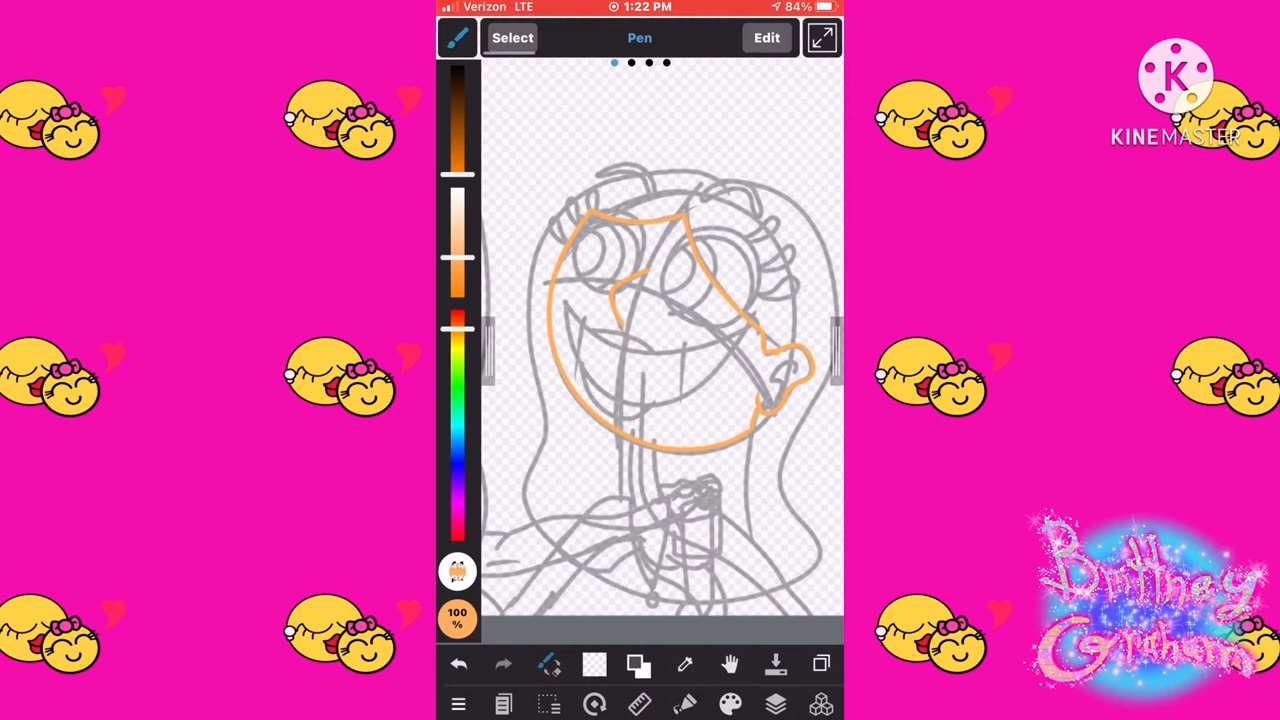 Verizon LTE 1:22 PM 84%
Select Pen Edit
K
KINEMASTER
100
%
Brittney
Graham